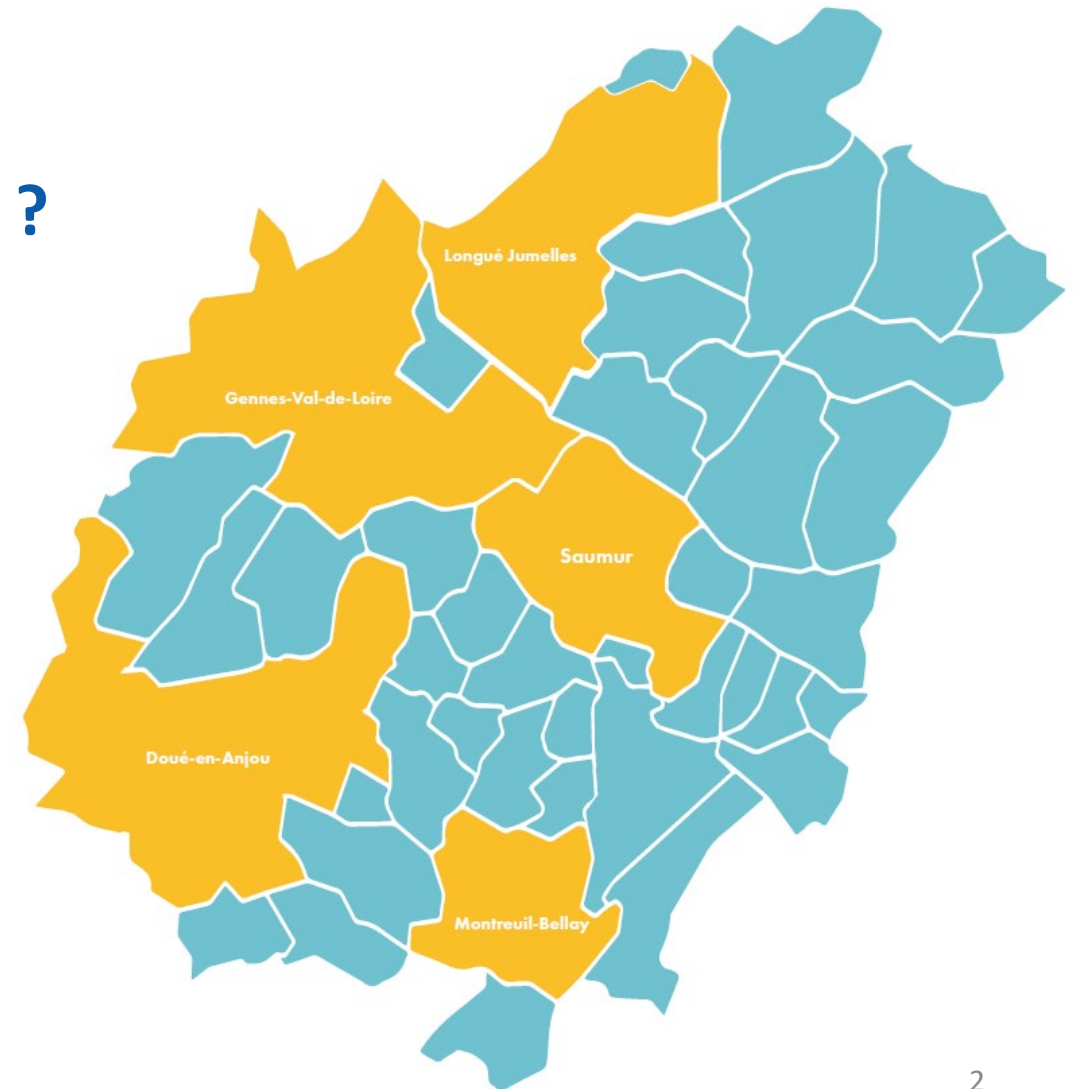 ?
Longué Jumelles
Gennes-Val-de-Loire
Saumur
Doué-en-Anjou
Montreuil-Bellay
2